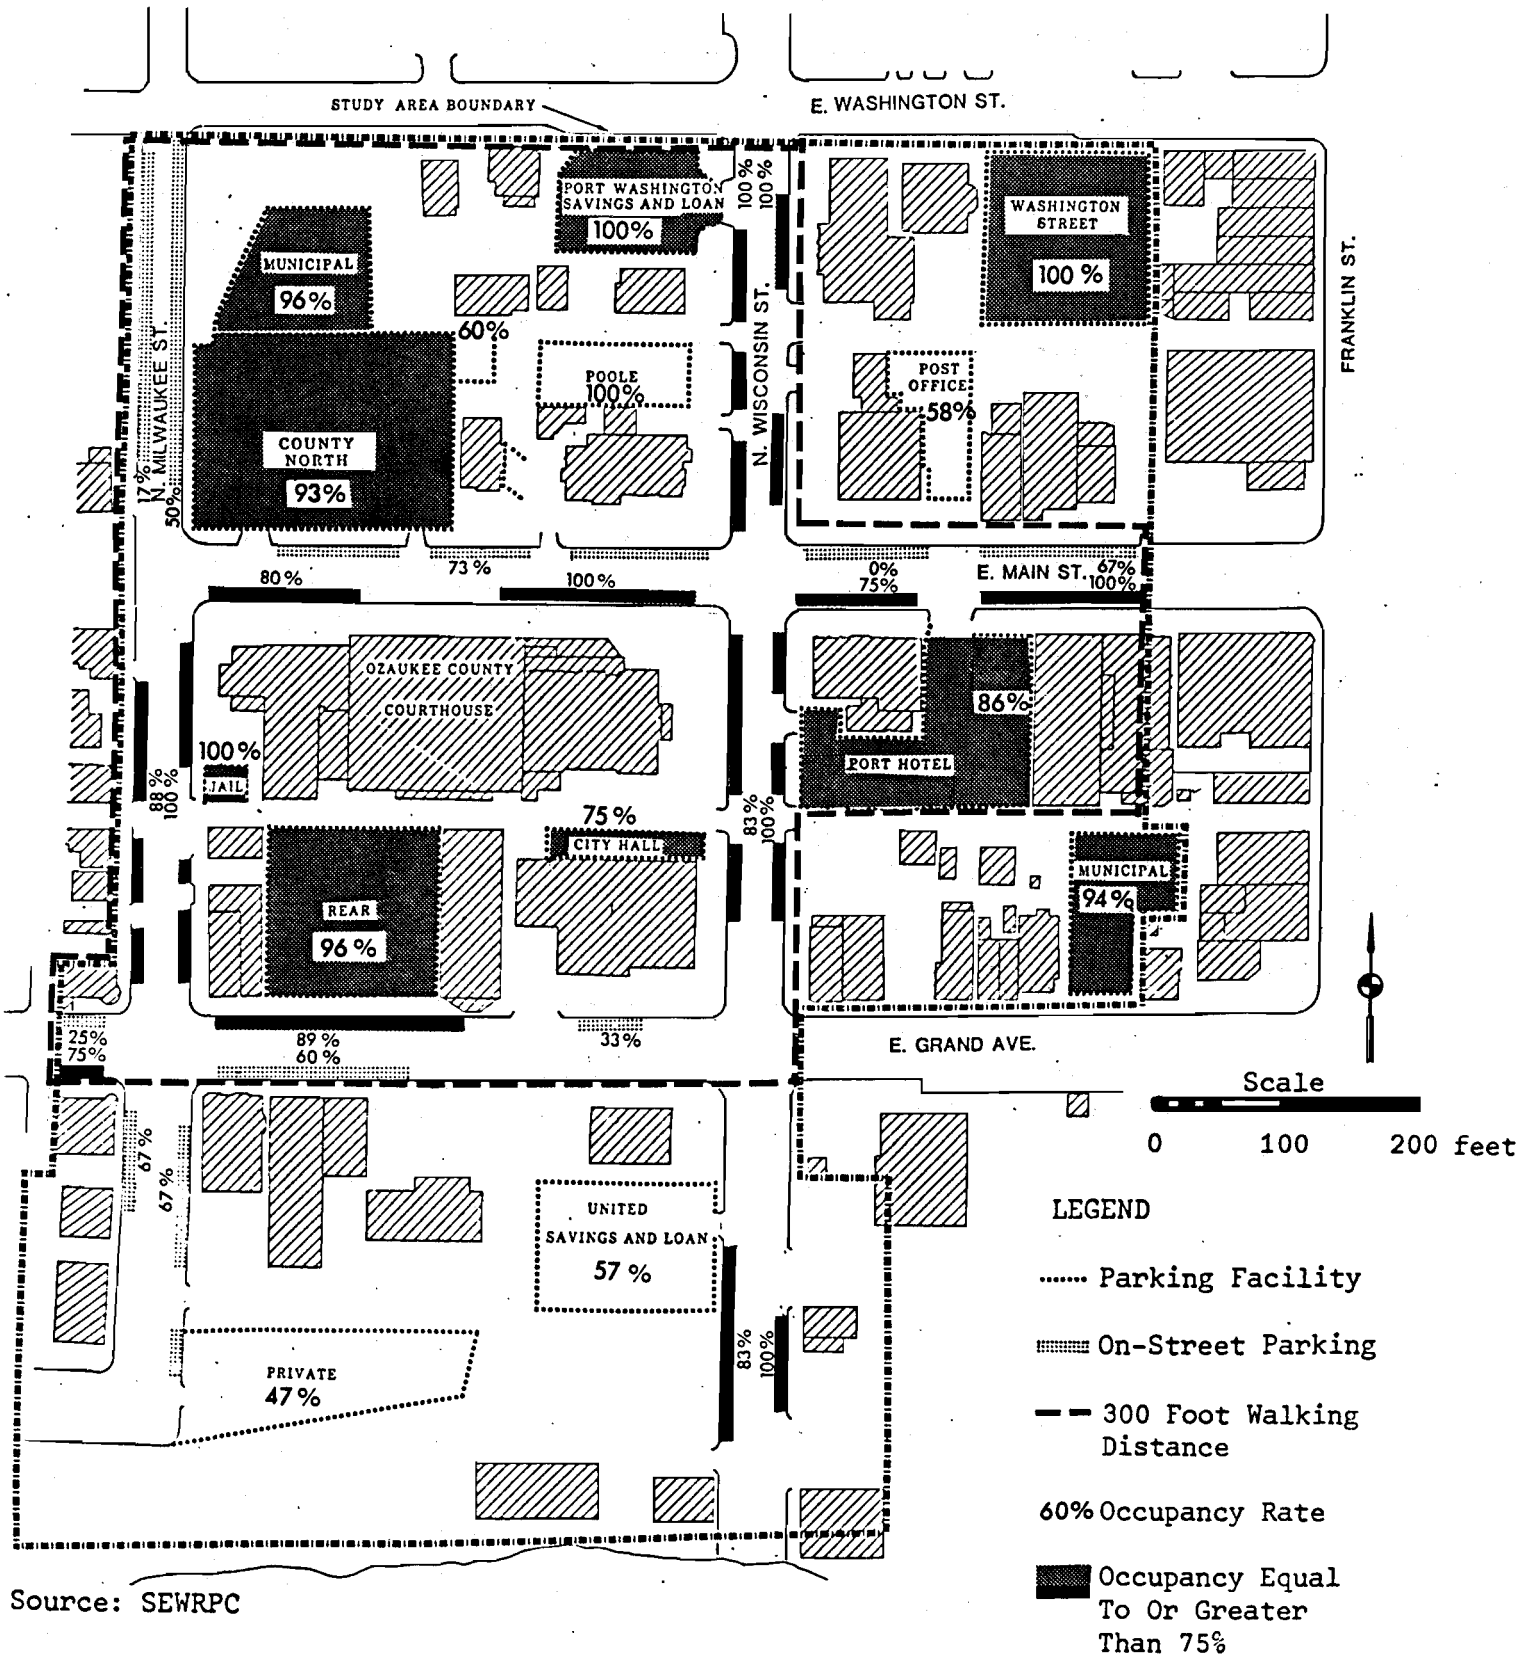 STUDY AREA BOUNDARY
E. WASHINGTON ST.
PORT WASHINGTON
SAVINGS AND LOAN
100%
100%
100%
WASHINGTON
STREET
100%
MUNICIPAL
96%
60%
POOLE
100%
POST
OFFICE
58%
N. WISCONSIN ST.
FRANKLIN ST.
N. MILWAUKEE ST.
17%
50%
COUNTY
NORTH
93%
80%
73%
100%
0%
75%
E. MAIN ST.
67%
100%
OZAUKEE COUNTY
COURTHOUSE
100%
JAIL
88%
100%
86%
PORT HOTEL
75%
CITY HALL
83%
100%
MUNICIPAL
94%
REAR
96%
25%
75%
89%
60%
33%
E. GRAND AVE.
67%
67%
UNITED
SAVINGS AND LOAN
57%
83%
100%
PRIVATE
47%
Scale
0 100 200 feet
LEGEND
Parking Facility
On-Street Parking
300 Foot Walking
Distance
60% Occupancy Rate
Occupancy Equal
To Or Greater
Than 75%
Source: SEWRPC